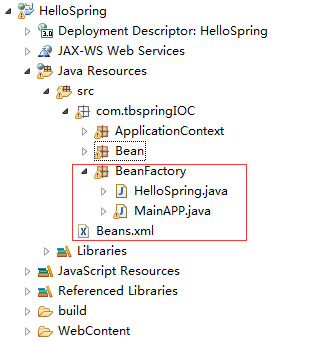 HelloSpring
Deployment Descriptor: HelloSpring
JAX-WS Web Services
Java Resources
src
com.tbspringIOC
ApplicationContext
Bean
BeanFactory
HelloSpring.java
MainAPP.java
Beans.xml
Libraries
JavaScript Resources
Referenced Libraries
build
WebContent